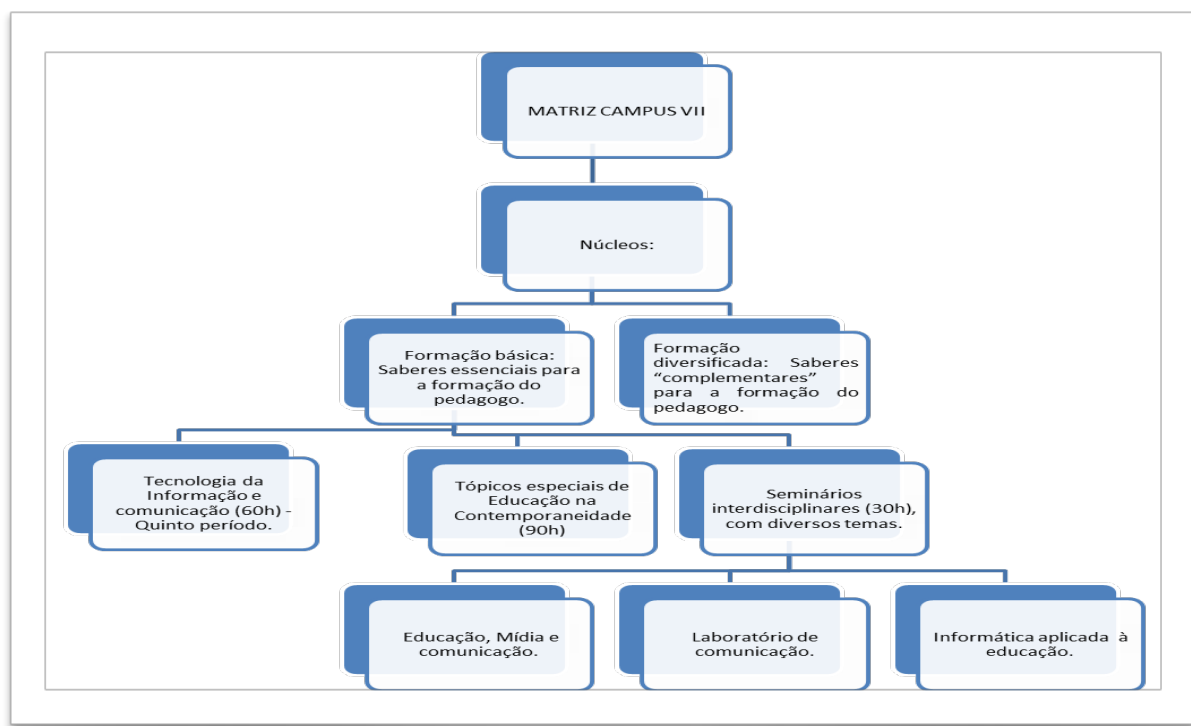 MATRIZ CAMPUS VII
Núcleos:
Formação básica:
Saberes essenciais para
a formação do
pedagogo.
Formação
diversificada: Saberes
“complementares”
para a formação do
pedagogo.
Tecnologia da
Informação e
comunicação (60h) -
Quinto período.
Tópicos especiais de
Educação na
Contemporaneidade
(90h)
Seminários
interdisciplinares (30h),
com diversos temas.
Educação, Mídia e
comunicação.
Laboratório de
comunicação.
Informática aplicada à
educação.